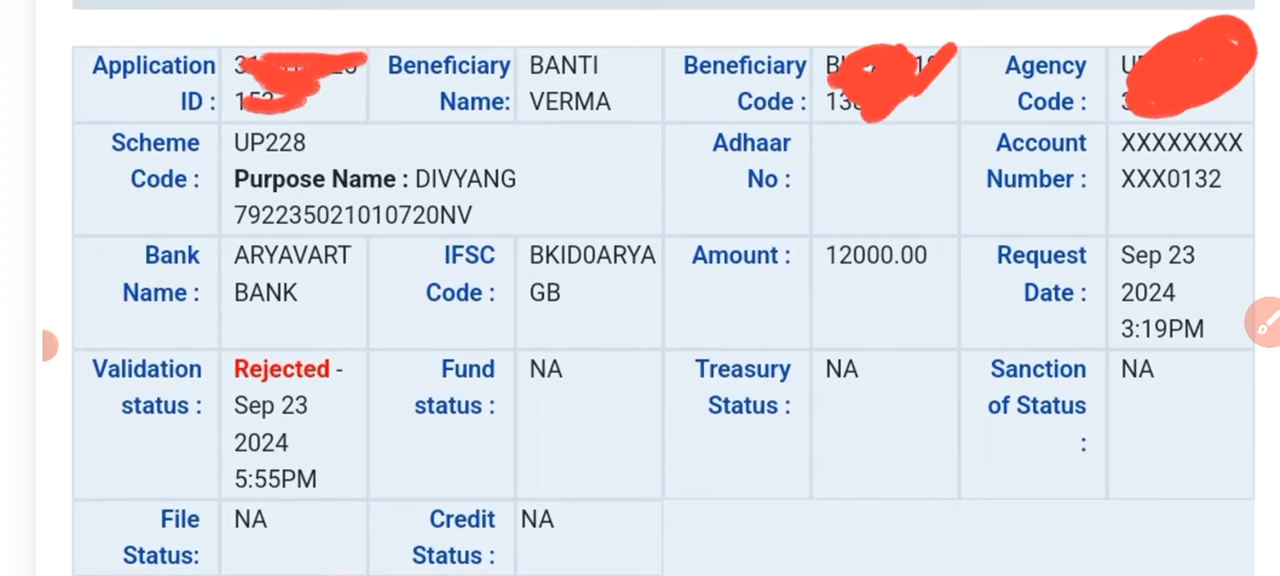 Application ID :
Beneficiary Name: BANTI VERMA
Beneficiary Code :
Agency Code :
Scheme Code : UP228
Purpose Name : DIVYANG
792235021010720NV
Adhaar No :
Account Number : XXXXXXXX
XXX0132
Bank Name : ARYAVART BANK
IFSC Code : BKID0ARYA
GB
Amount : 12000.00
Request Date : Sep 23 2024 3:19PM
Validation status : Rejected - Sep 23 2024 5:55PM
Fund status : NA
Treasury Status : NA
Sanction of Status : NA
File Status: NA
Credit Status : NA